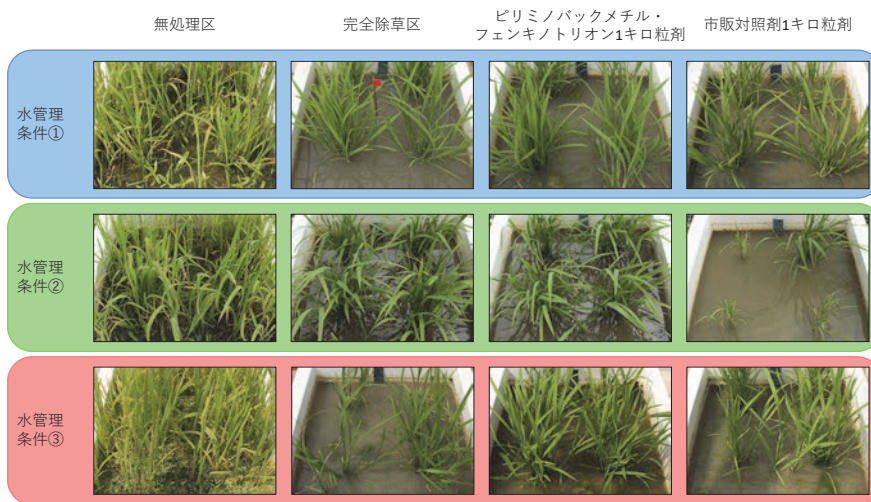 無処理区
完全除草区
ピリミノバックメチル・
フェンキノトリオン1キロ粒剤
市販対照剤1キロ粒剤
水管理
条件①
水管理
条件②
水管理
条件③